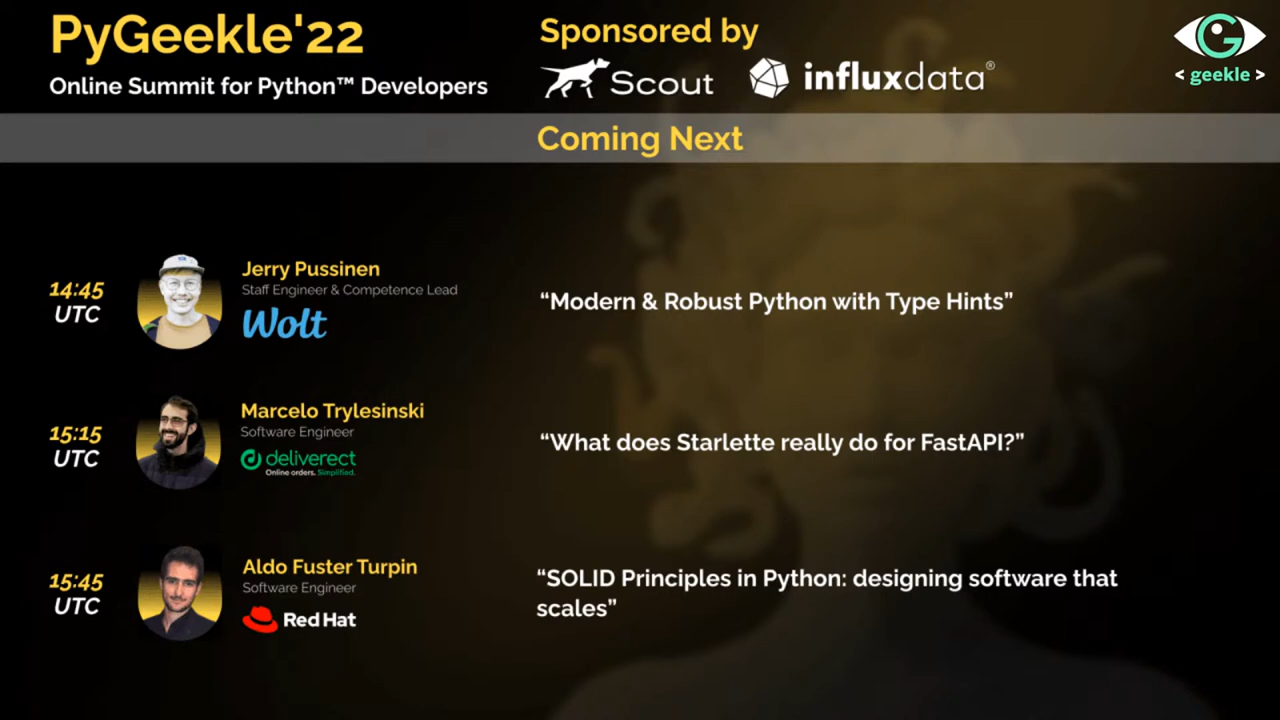 PyGeekle'22
Online Summit for Python™ Developers
Sponsored by
Scout
influxdata®
G
< geekle >
Coming Next
14:45
UTC
Jerry Pussinen
Staff Engineer & Competence Lead
Wolt
“Modern & Robust Python with Type Hints”
15:15
UTC
Marcelo Trylesinski
Software Engineer
deliverect
Online orders. Simplified.
“What does Starlette really do for FastAPI?”
15:45
UTC
Aldo Fuster Turpin
Software Engineer
Red Hat
“SOLID Principles in Python: designing software that
scales”